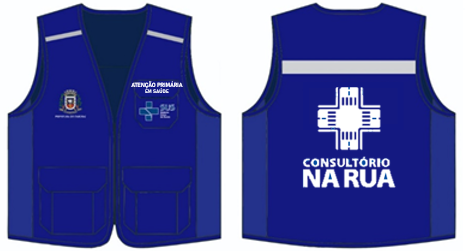 ATENÇÃO PRIMÁRIA
EM SAÚDE
SUS
CONSULTÓRIO
NA RUA